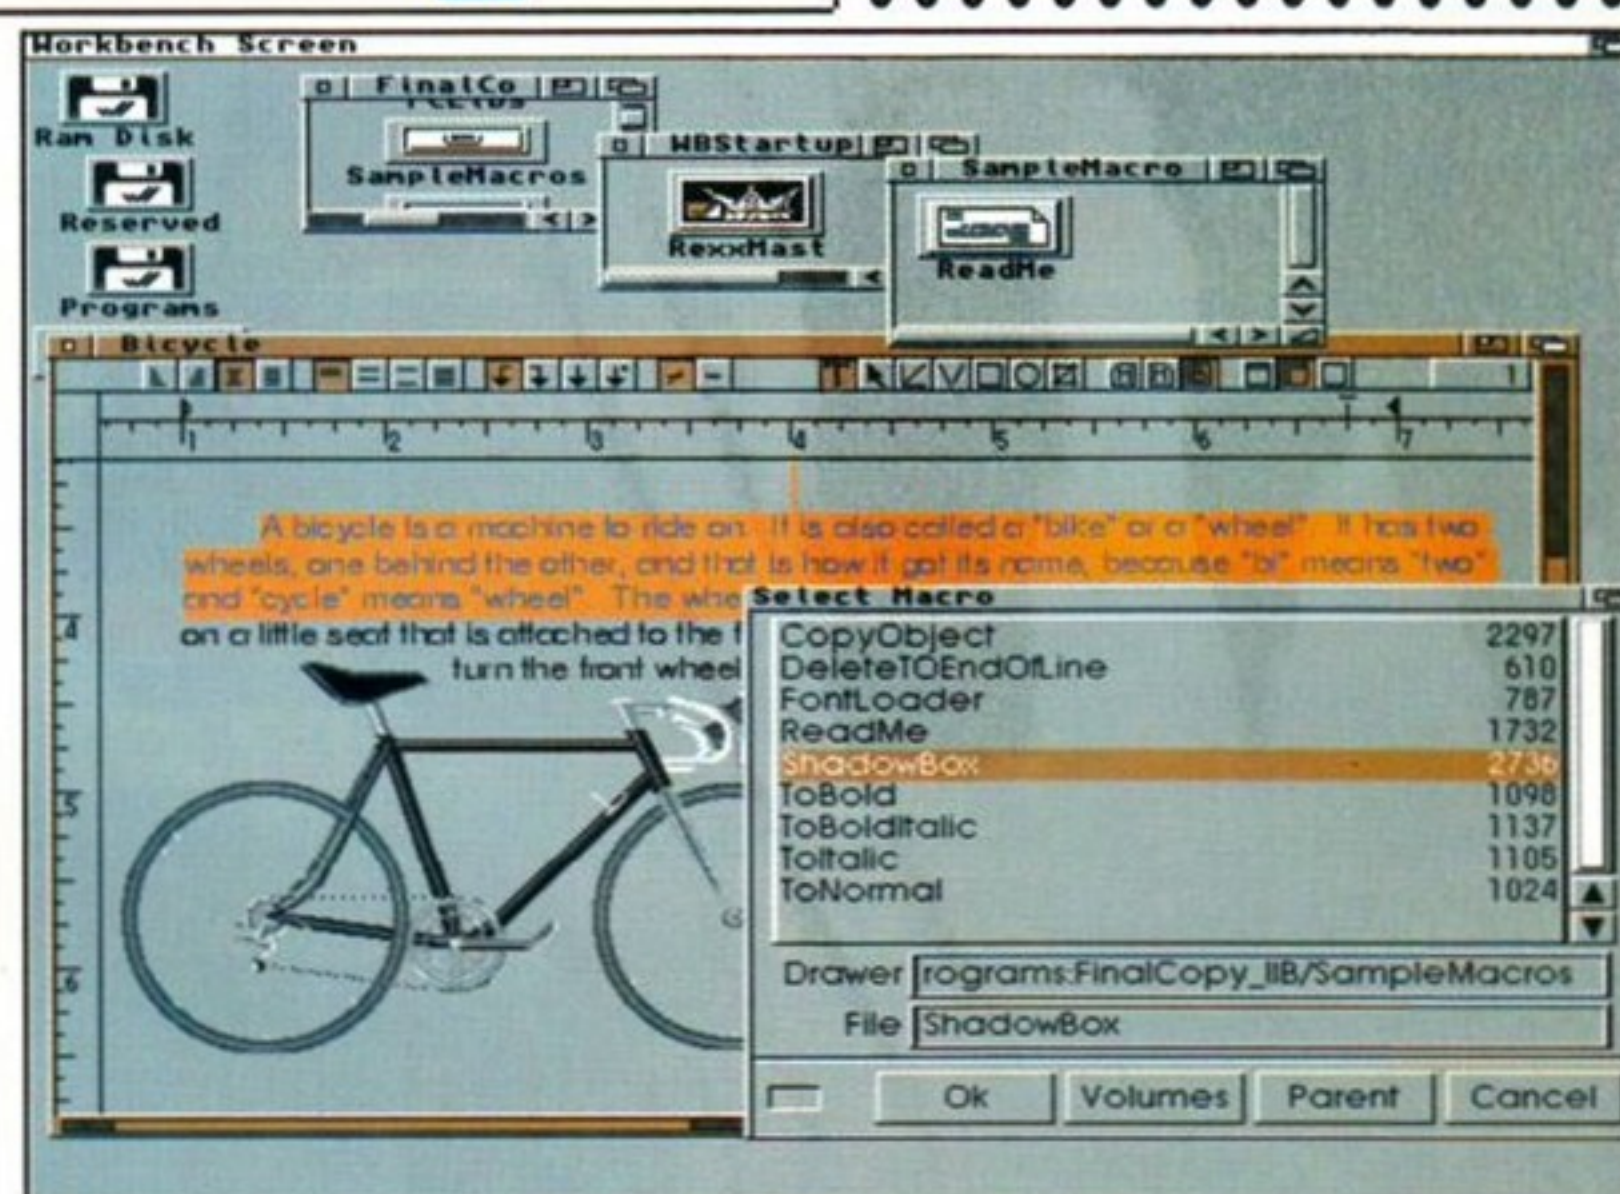 Workbench Screen
Ram Disk
Reserved
Programs
FinalCo
SampleMacros
WBStartup
RexxMast
SampleMacro
ReadMe
Bicycle
1
1 2 3 4 5 6 7
4
5
6
A bicycle is a machine to ride on. It is also called a "bike" or a "wheel". It has two
wheels, one behind the other, and that is how it got its name, because "bi" means "two"
and "cycle" means "wheel". The whe
on a little seat that is attached to the f
turn the front wheel
Select Macro
CopyObject 2297
DeleteTOEndOfLine 610
FontLoader 787
ReadMe 1732
ShadowBox 2736
ToBold 1098
ToBoldItalic 1137
ToItalic 1105
ToNormal 1024
Drawer rograms:FinalCopy_IIB/SampleMacros
File ShadowBox
Ok Volumes Parent Cancel